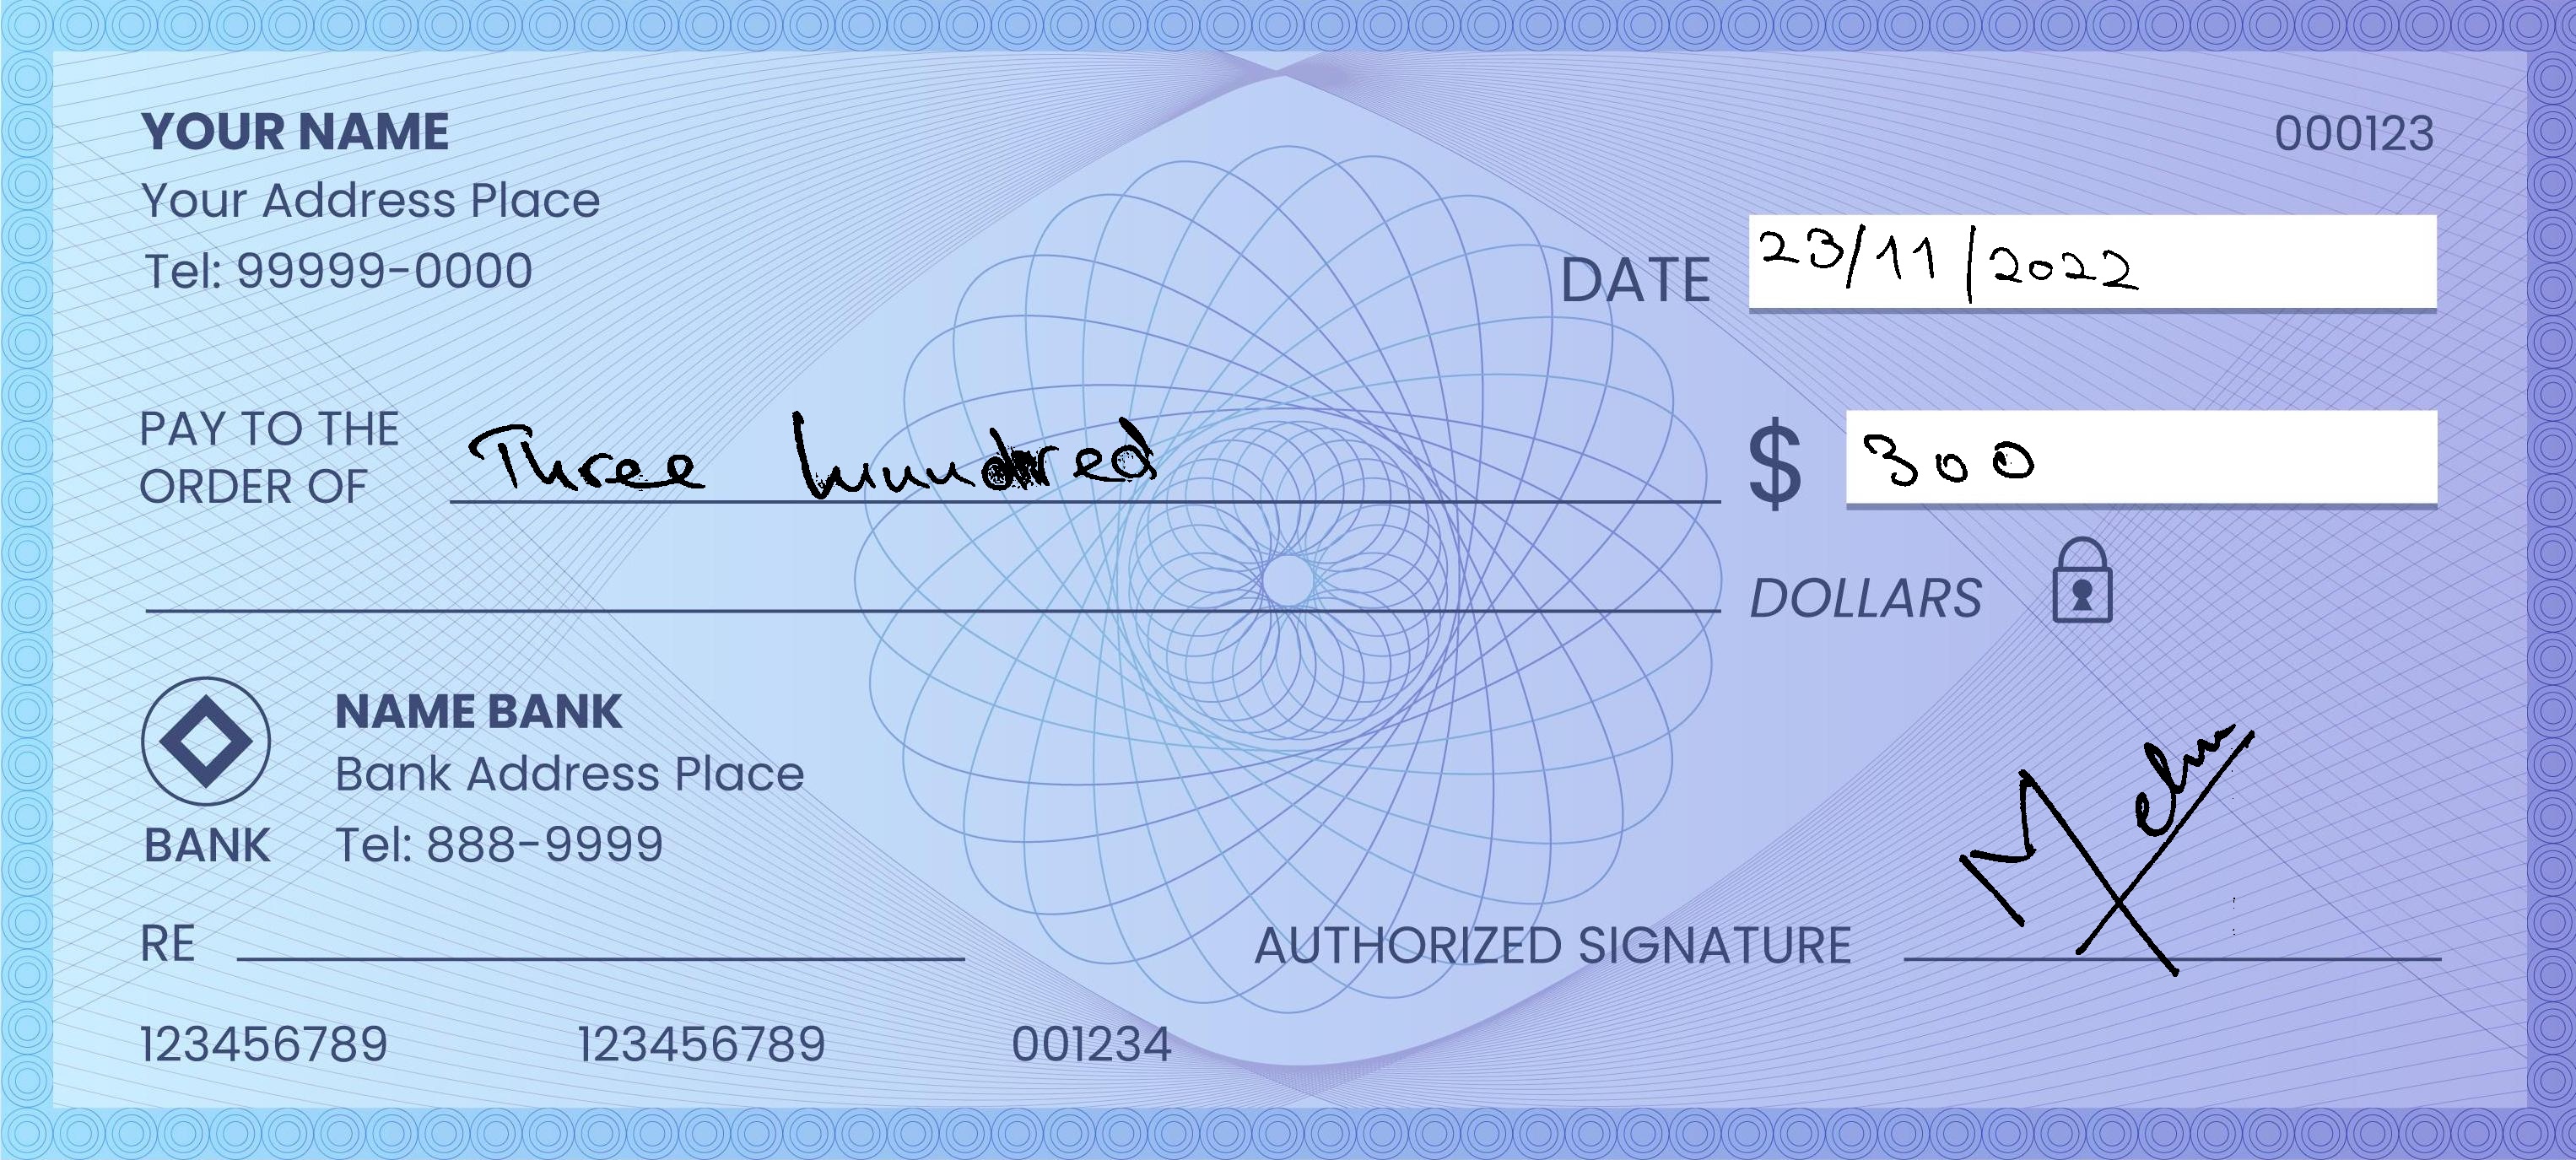 YOUR NAME
000123
Your Address Place
Tel: 99999-0000
DATE 23/11/2022
PAY TO THE
ORDER OF Three hundred $ 300
DOLLARS
NAME BANK
Bank Address Place
BANK Tel: 888-9999
RE
AUTHORIZED SIGNATURE
123456789 123456789 001234